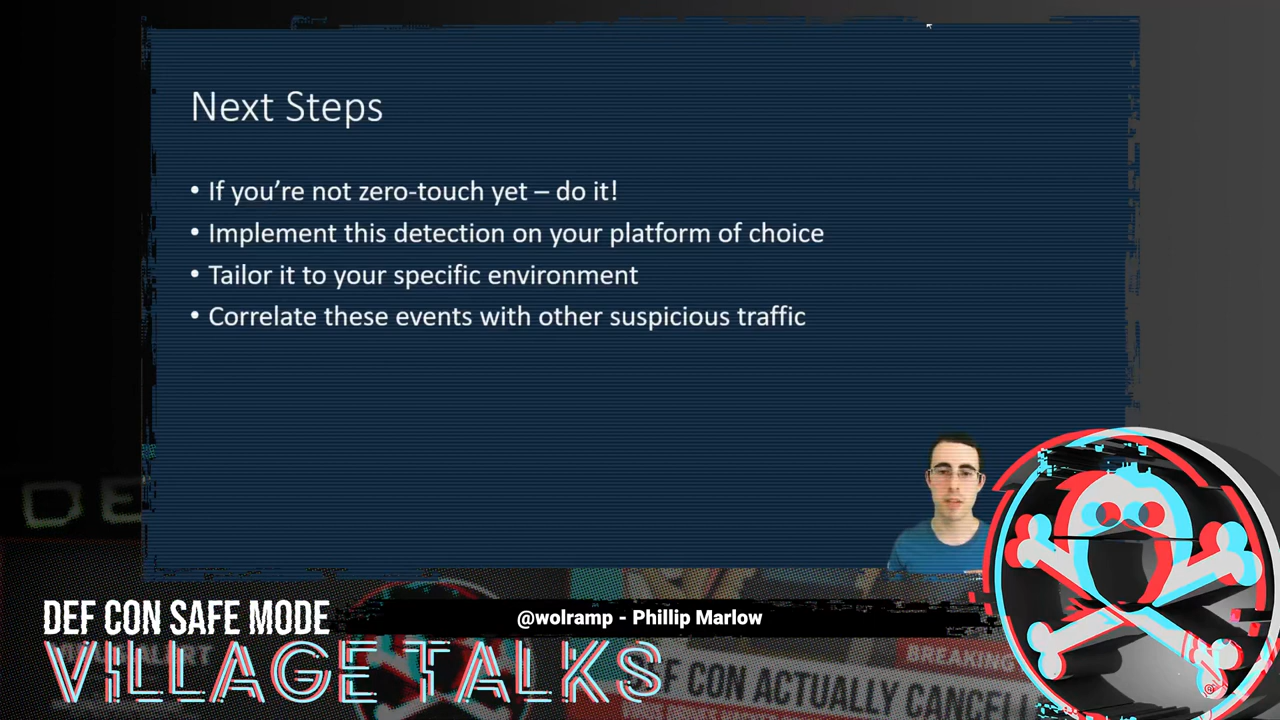 Next Steps
• If you’re not zero-touch yet – do it!
• Implement this detection on your platform of choice
• Tailor it to your specific environment
• Correlate these events with other suspicious traffic
DE
@wolramp - Phillip Marlow
DEF CON SAFE MODE
VILLAGE TALKS
BREAKING
F CON ACTUALLY CANCELL